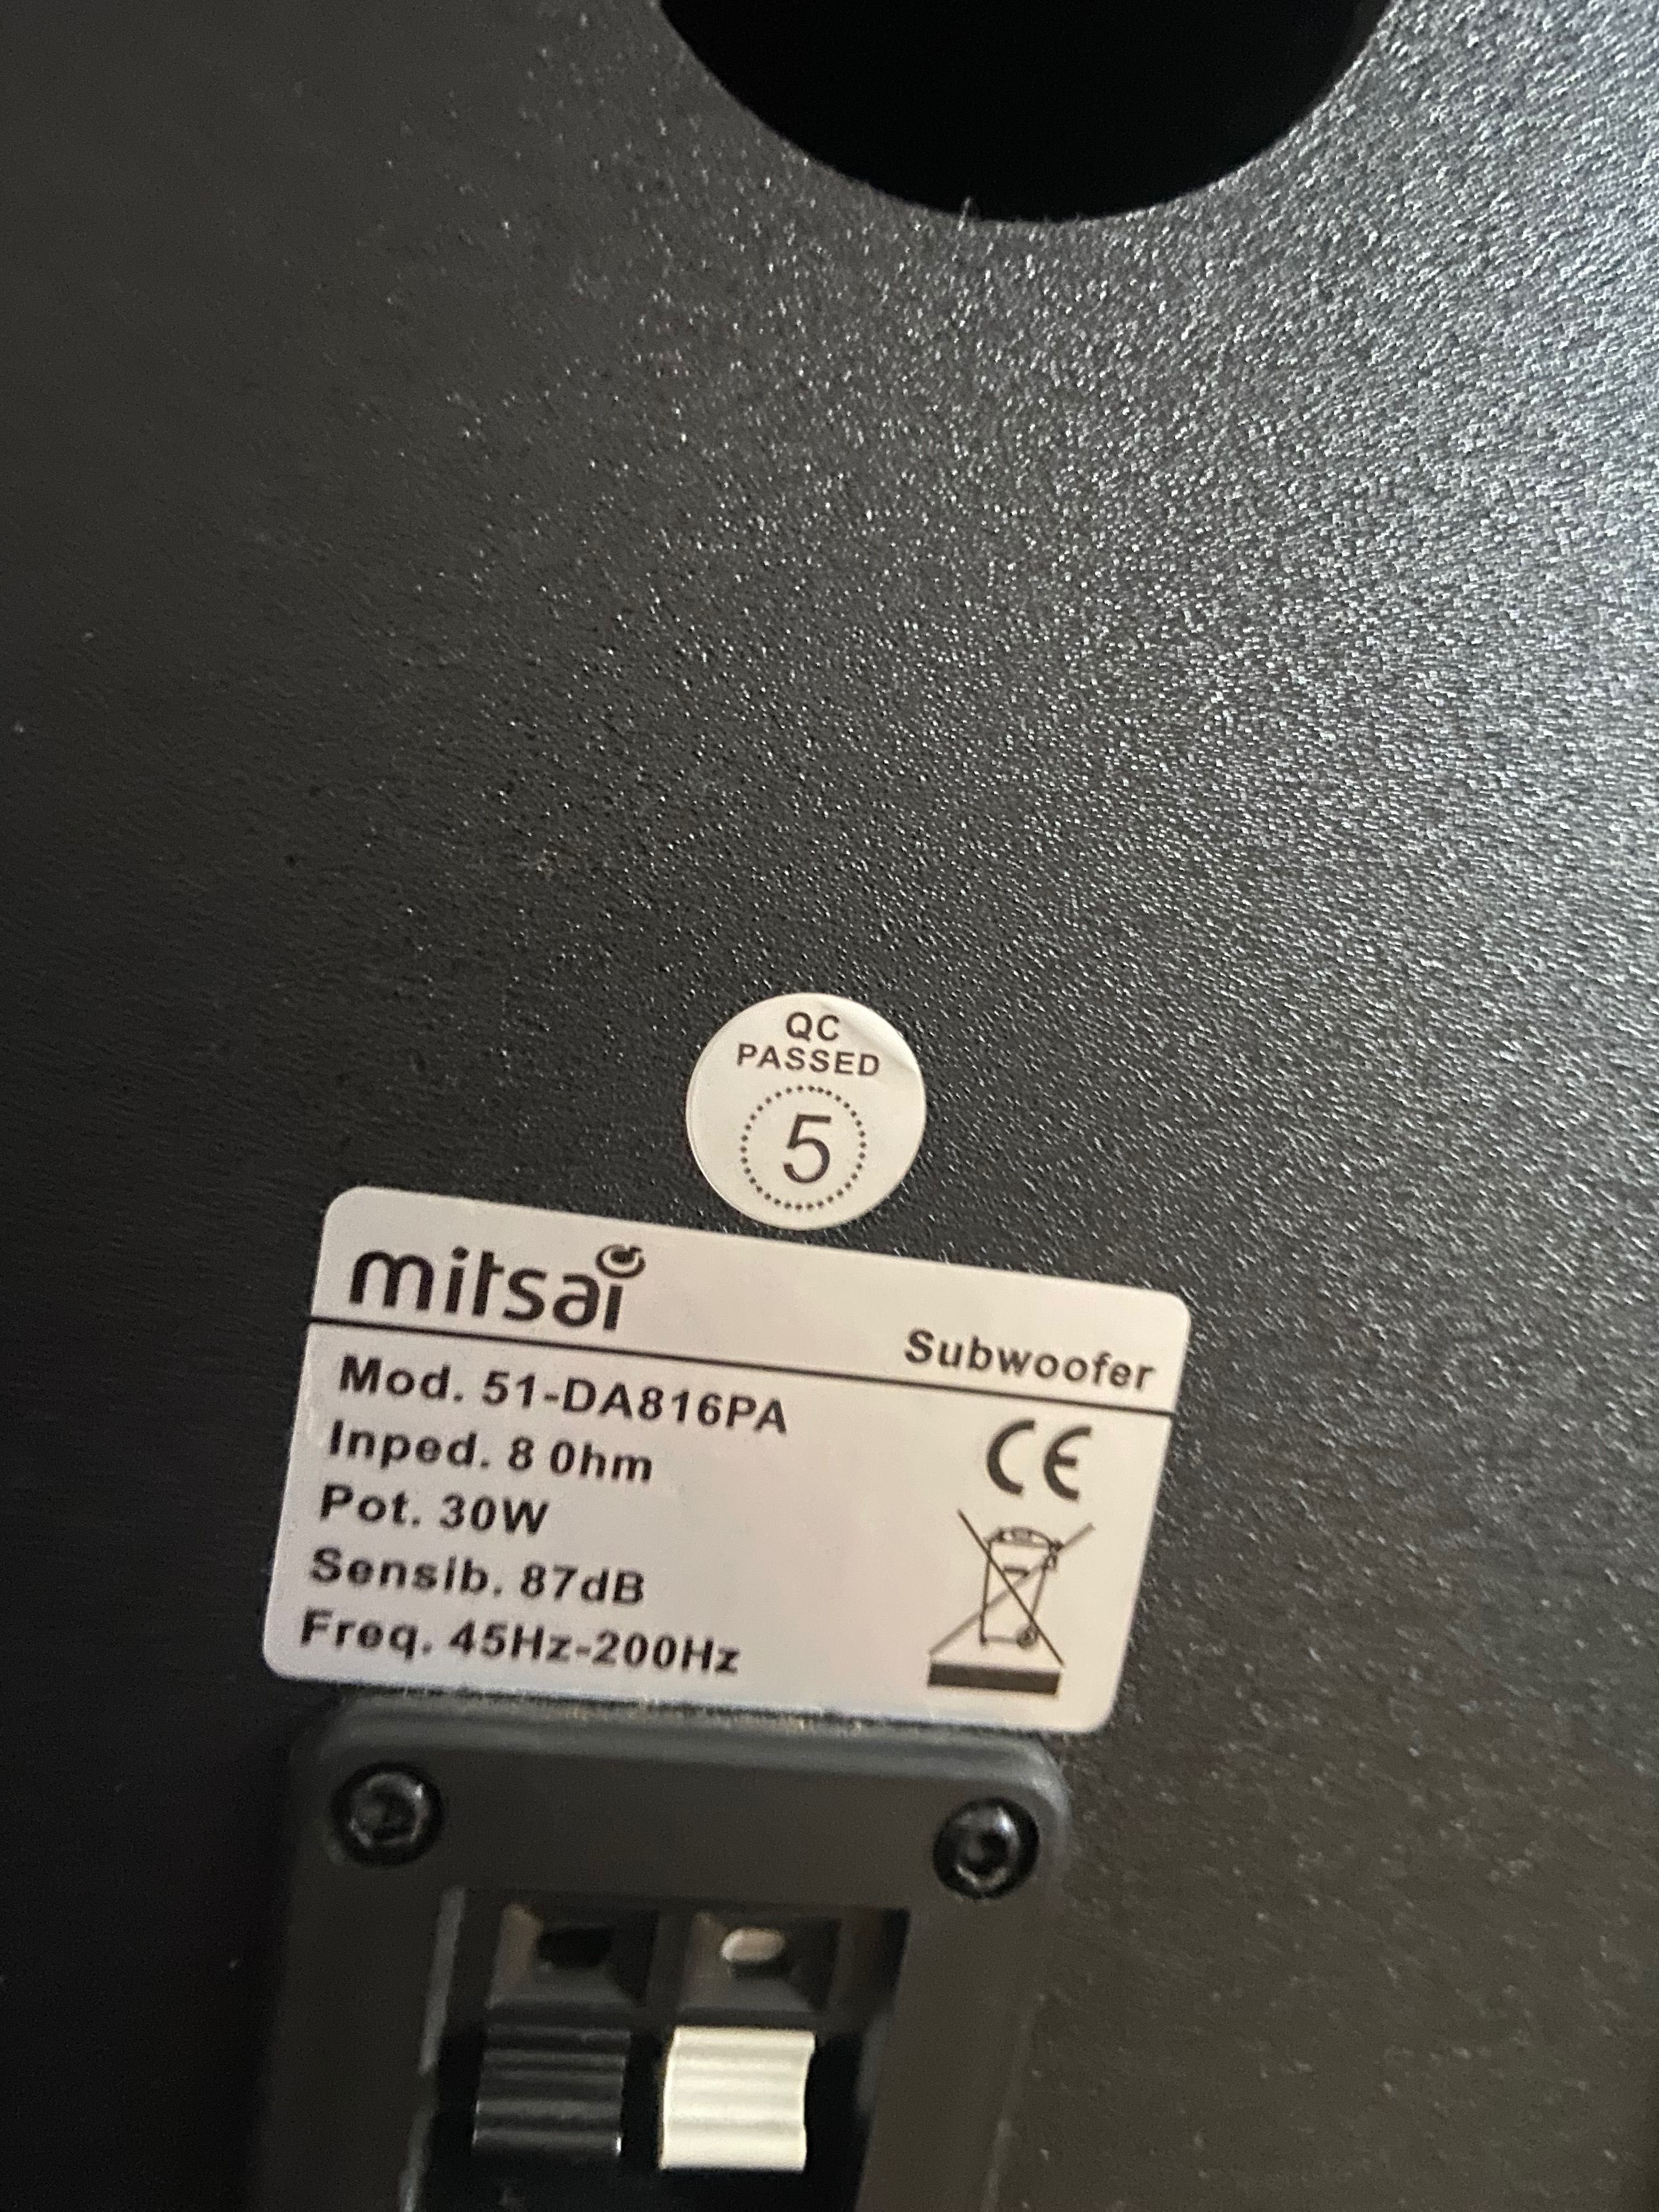 QC
PASSED
5
mitsai
Subwoofer
Mod. 51-DA816PA
Inped. 8 0hm
Pot. 30W
Sensib. 87dB
Freq. 45Hz-200Hz
CE